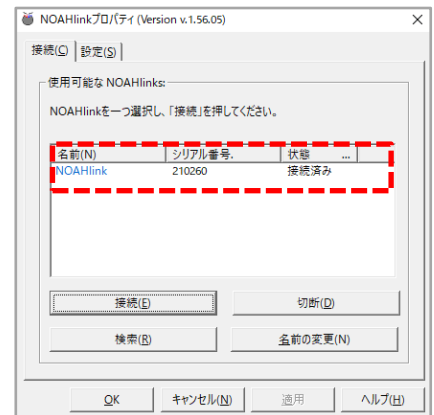 NOAHlinkプロパティ (Version v.1.56.05)
接続(C) 設定(S)
使用可能な NOAHlinks:
NOAHlinkを一つ選択し、「接続」を押してください。
名前(N) シリアル番号. 状態 ...
NOAHlink 210260 接続済み
接続(E) 切断(D)
検索(R) 名前の変更(N)
OK キャンセル(N) 適用 ヘルプ(H)